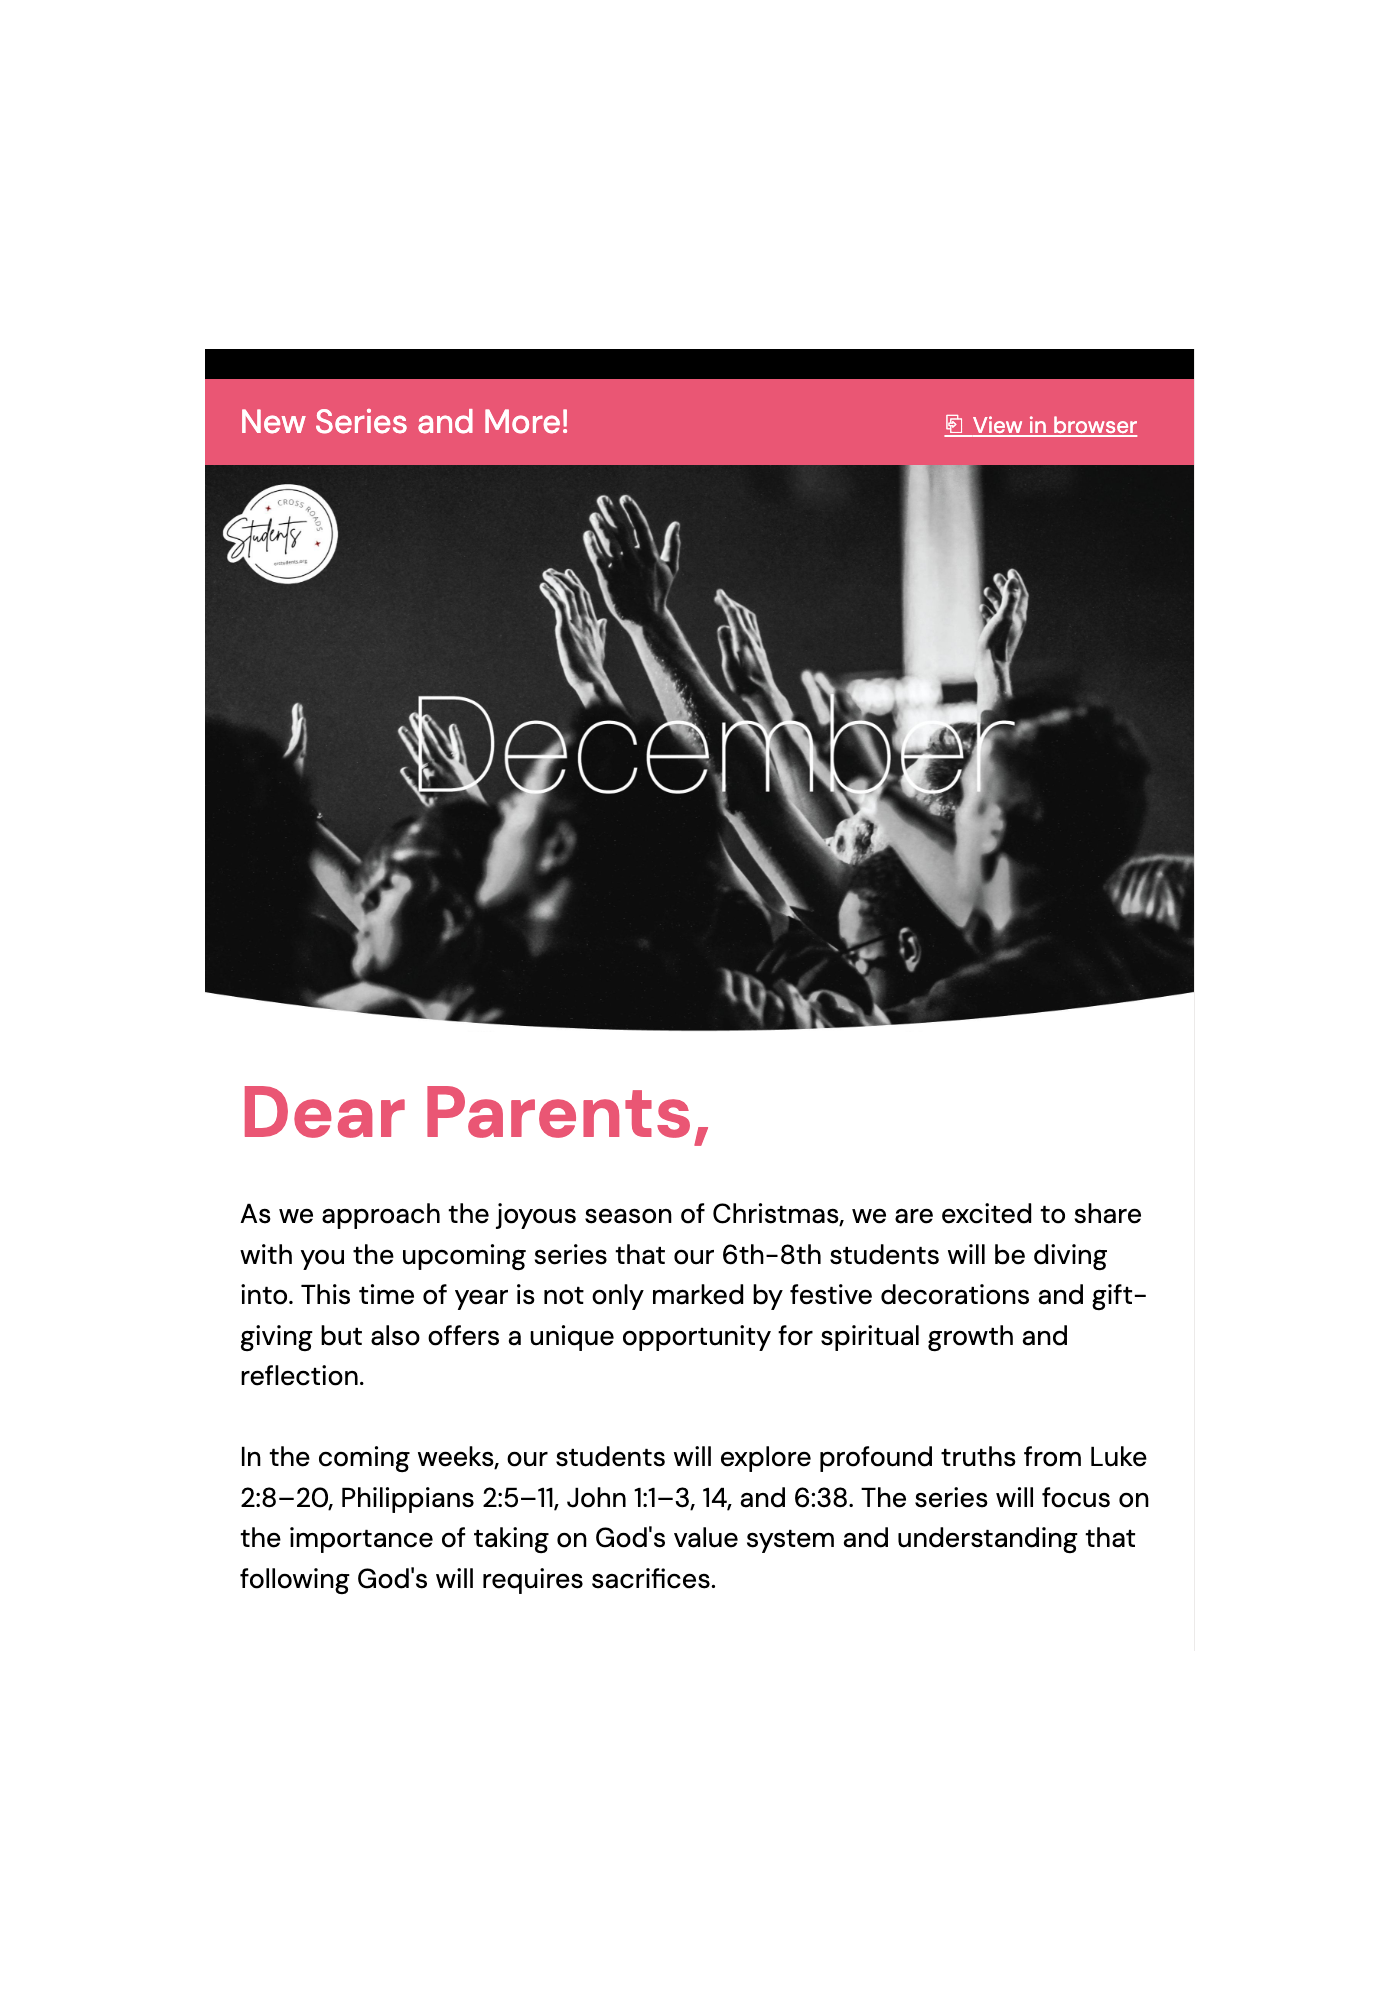 New Series and More!
View in browser
CROSS ROADS
Students
crstudents.org
December
Dear Parents,
As we approach the joyous season of Christmas, we are excited to share
with you the upcoming series that our 6th-8th students will be diving
into. This time of year is not only marked by festive decorations and gift-
giving but also offers a unique opportunity for spiritual growth and
reflection.
In the coming weeks, our students will explore profound truths from Luke
2:8–20, Philippians 2:5–11, John 1:1–3, 14, and 6:38. The series will focus on
the importance of taking on God's value system and understanding that
following God's will requires sacrifices.